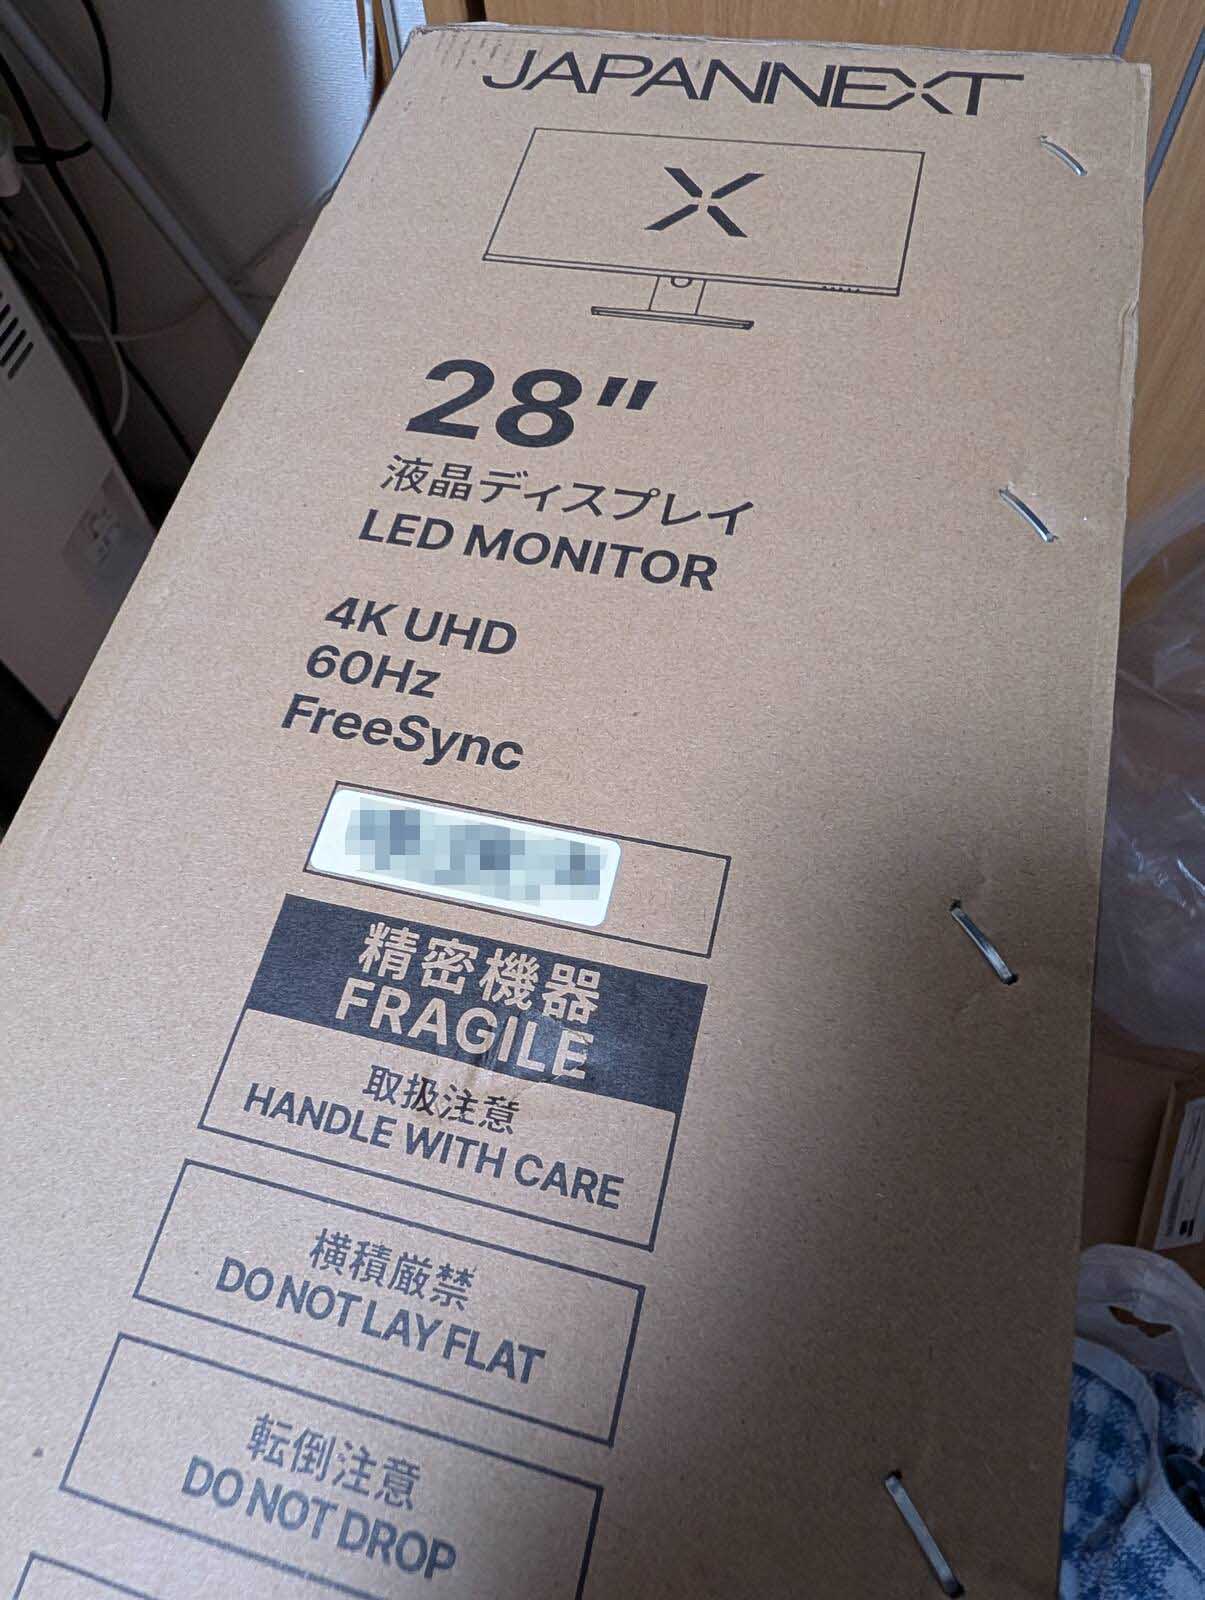 JAPANNEXT
28"
液晶ディスプレイ
LED MONITOR
4K UHD
60Hz
FreeSync
精密機器
FRAGILE
取扱注意
HANDLE WITH CARE
横積厳禁
DO NOT LAY FLAT
転倒注意
DO NOT DROP